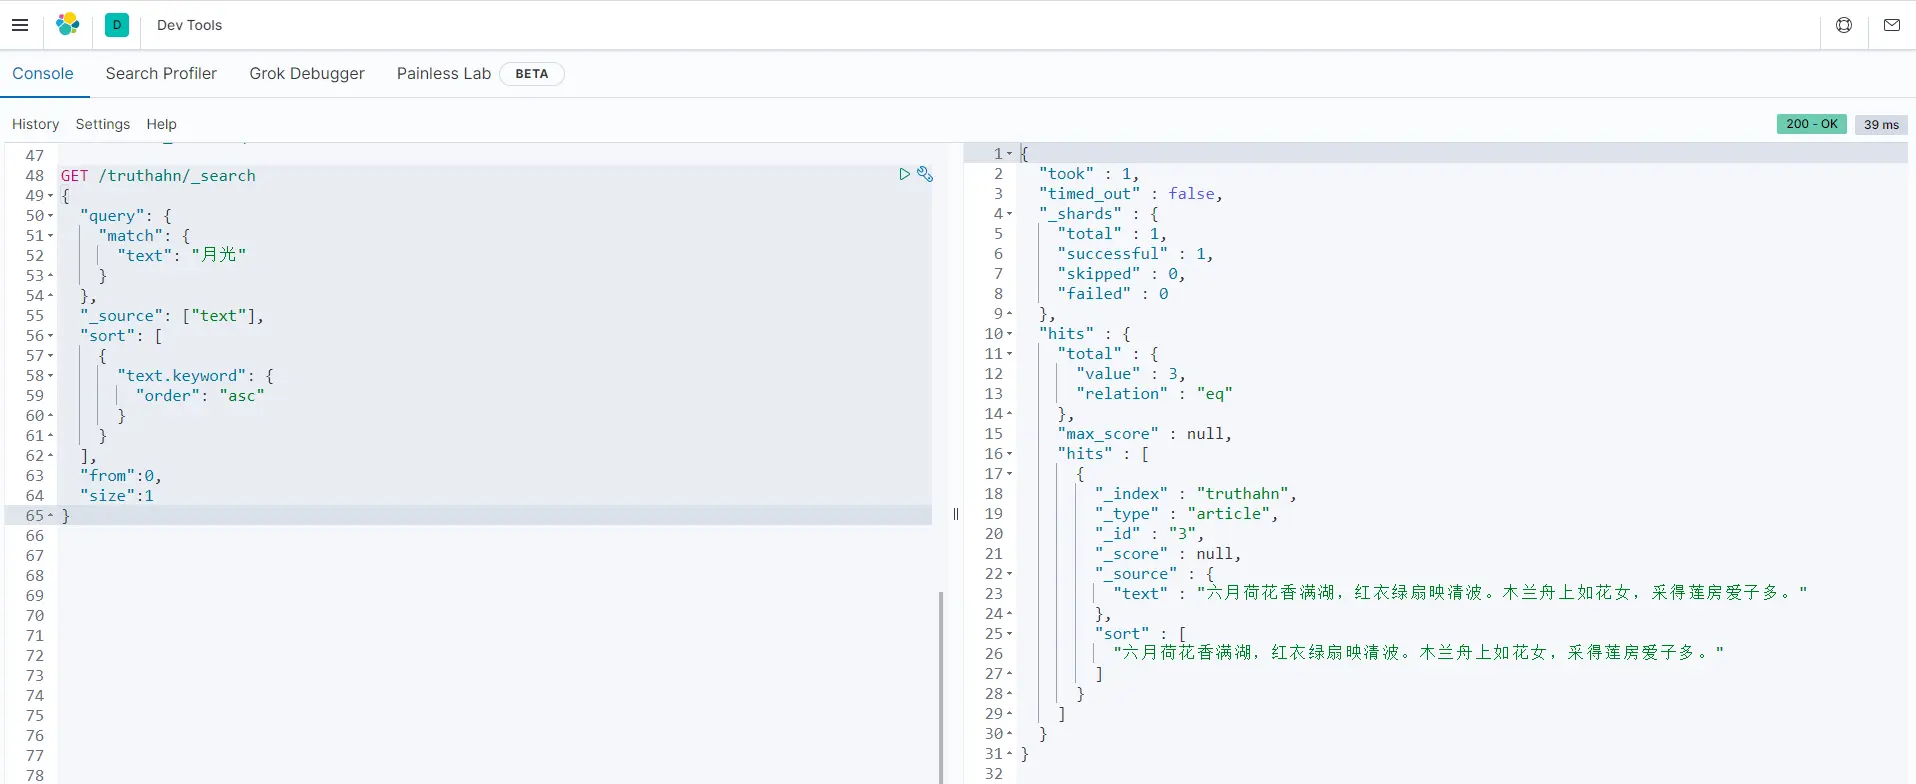 D Dev Tools
Console Search Profiler Grok Debugger Painless Lab BETA
History Settings Help 200 - OK 39 ms
47
48 GET /truthahn/_search
49 {
50 "query": {
51 "match": {
52 "text": "月光"
53 }
54 },
55 "_source": ["text"],
56 "sort": [
57 {
58 "text.keyword": {
59 "order": "asc"
60 }
61 }
62 ],
63 "from":0,
64 "size":1
65 }
66
67
68
69
70
71
72
73
74
75
76
77
78
1 {
2 "took" : 1,
3 "timed_out" : false,
4 "_shards" : {
5 "total" : 1,
6 "successful" : 1,
7 "skipped" : 0,
8 "failed" : 0
9 },
10 "hits" : {
11 "total" : {
12 "value" : 3,
13 "relation" : "eq"
14 },
15 "max_score" : null,
16 "hits" : [
17 {
18 "_index" : "truthahn",
19 "_type" : "article",
20 "_id" : "3",
21 "_score" : null,
22 "_source" : {
23 "text" : "六月荷花香满湖，红衣绿扇映清波。木兰舟上如花女，采得莲房爱子多。"
24 },
25 "sort" : [
26 "六月荷花香满湖，红衣绿扇映清波。木兰舟上如花女，采得莲房爱子多。"
27 ]
28 }
29 ]
30 }
31 }
32